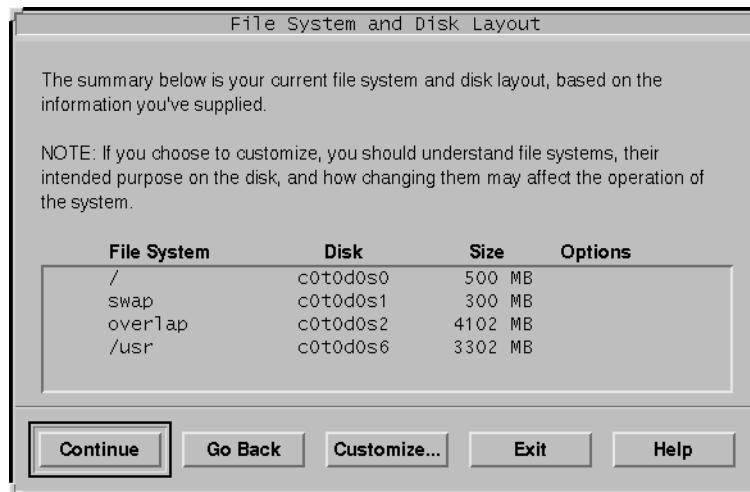 File System and Disk Layout
The summary below is your current file system and disk layout, based on the
information you've supplied.
NOTE: If you choose to customize, you should understand file systems, their
intended purpose on the disk, and how changing them may affect the operation of
the system.
File System Disk Size Options
/ c0t0d0s0 500 MB
swap c0t0d0s1 300 MB
overlap c0t0d0s2 4102 MB
/usr c0t0d0s6 3302 MB
Continue Go Back Customize... Exit Help